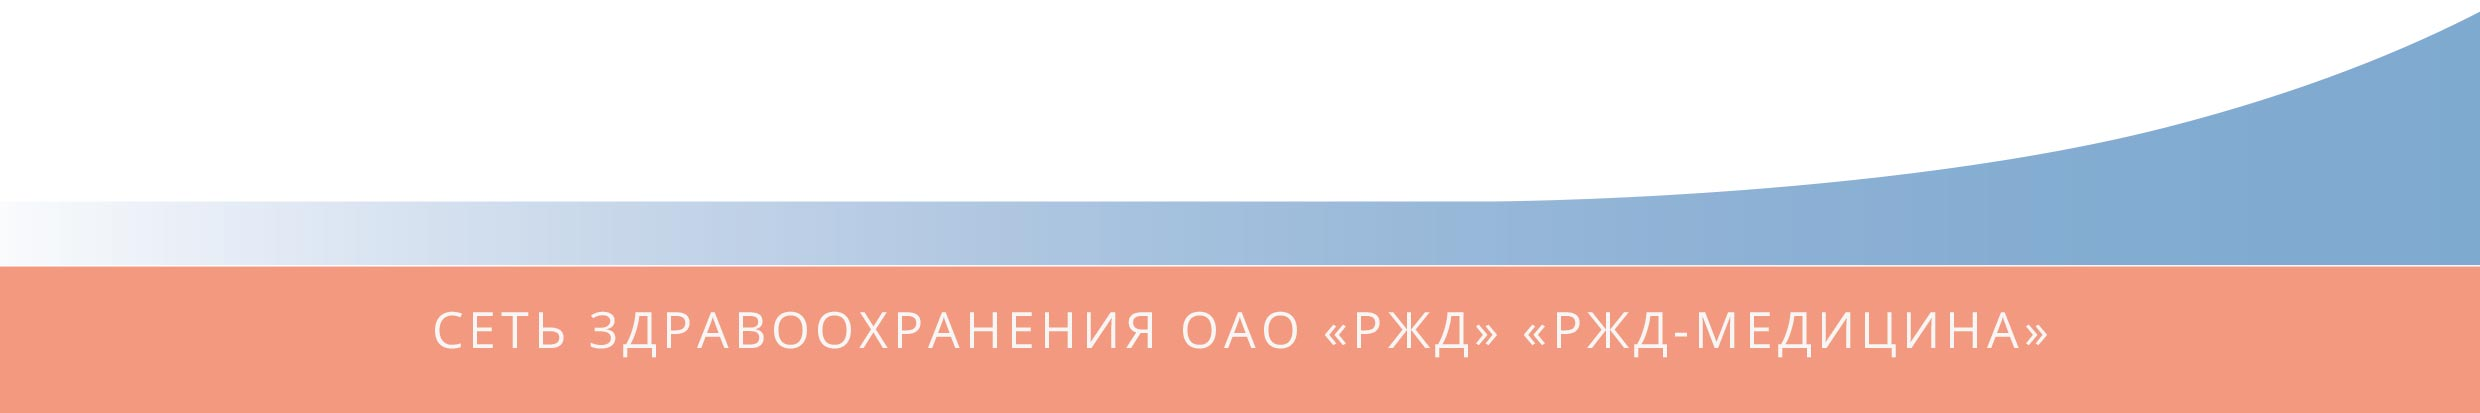 СЕТЬ ЗДРАВООХРАНЕНИЯ ОАО «РЖД» «РЖД-МЕДИЦИНА»